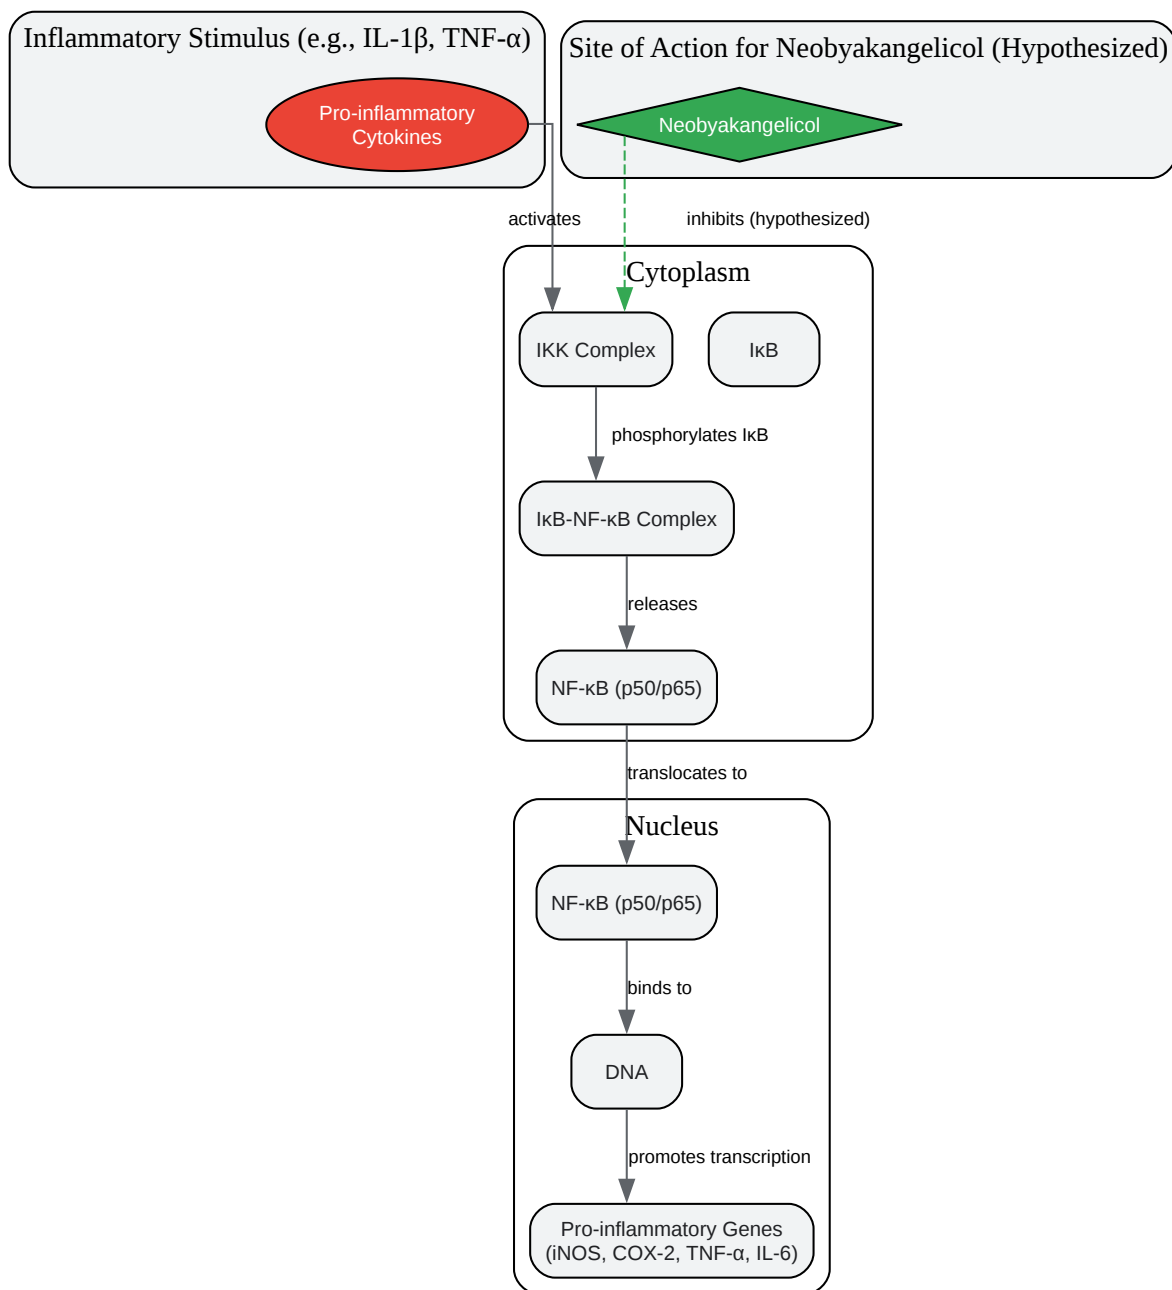 Inflammatory Stimulus (e.g., IL-1β, TNF-α)
Site of Action for Neobyakangelicol (Hypothesized)
Pro-inflammatory
Cytokines
Neobyakangelicol
activates
inhibits (hypothesized)
Cytoplasm
IKK Complex
IκB
phosphorylates IκB
IκB-NF-κB Complex
releases
NF-κB (p50/p65)
translocates to
Nucleus
NF-κB (p50/p65)
binds to
DNA
promotes transcription
Pro-inflammatory Genes
(iNOS, COX-2, TNF-α, IL-6)